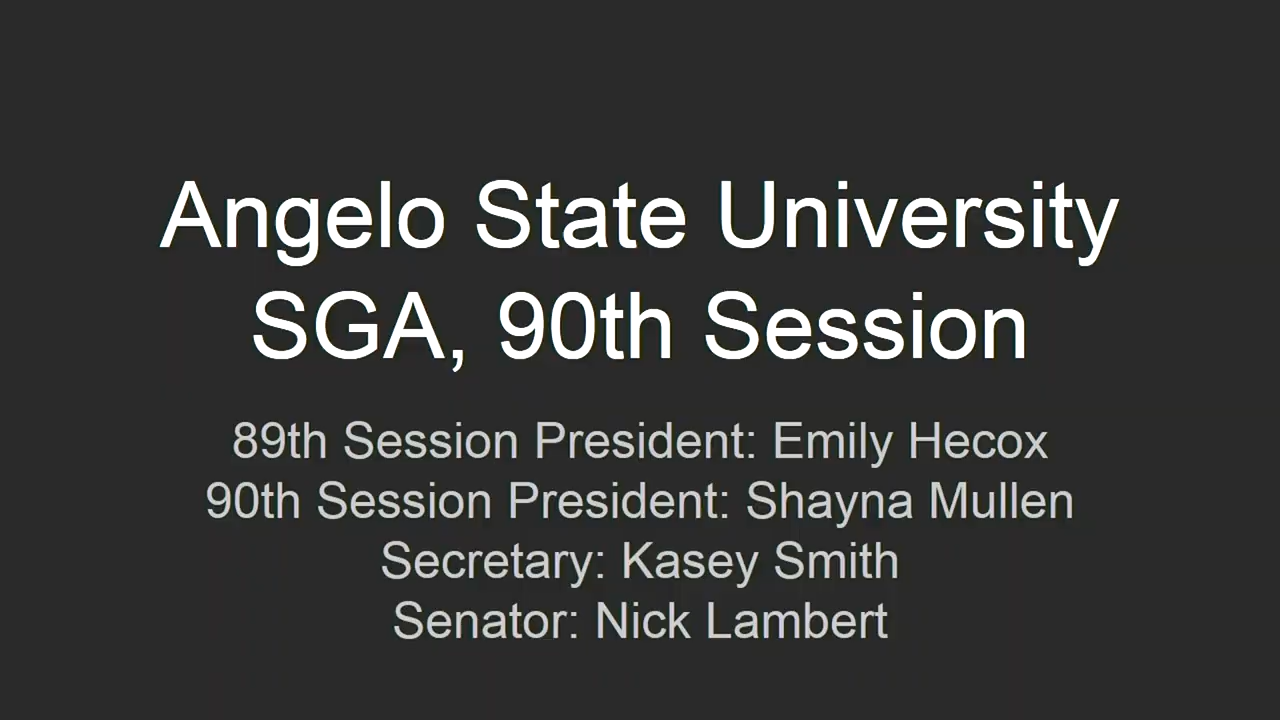 Angelo State University
SGA, 90th Session
89th Session President: Emily Hecox
90th Session President: Shayna Mullen
Secretary: Kasey Smith
Senator: Nick Lambert